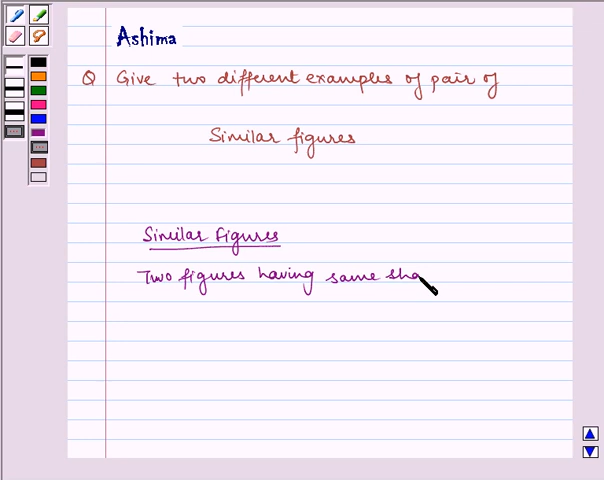 Ashima
Q Give two different examples of pair of
Similar figures
Similar Figures
Two figures having same sha